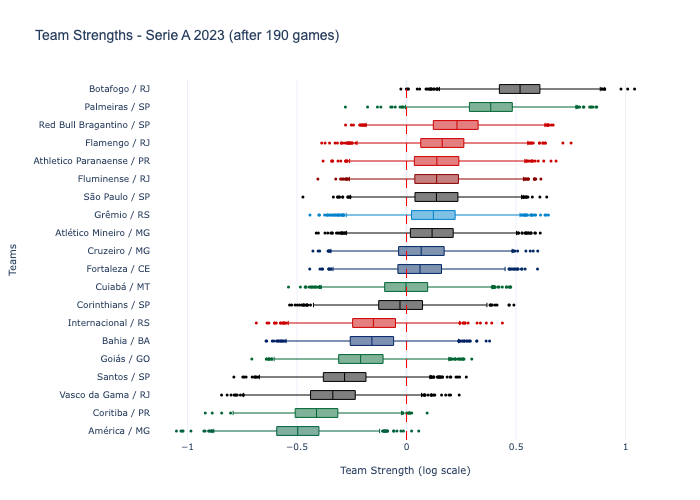 Team Strengths - Serie A 2023 (after 190 games)
Botafogo / RJ
Palmeiras / SP
Red Bull Bragantino / SP
Flamengo / RJ
Athletico Paranaense / PR
Fluminense / RJ
São Paulo / SP
Grêmio / RS
Atlético Mineiro / MG
Cruzeiro / MG
Fortaleza / CE
Cuiabá / MT
Corinthians / SP
Internacional / RS
Bahia / BA
Goiás / GO
Santos / SP
Vasco da Gama / RJ
Coritiba / PR
América / MG
Teams
−1 −0.5 0 0.5 1
Team Strength (log scale)